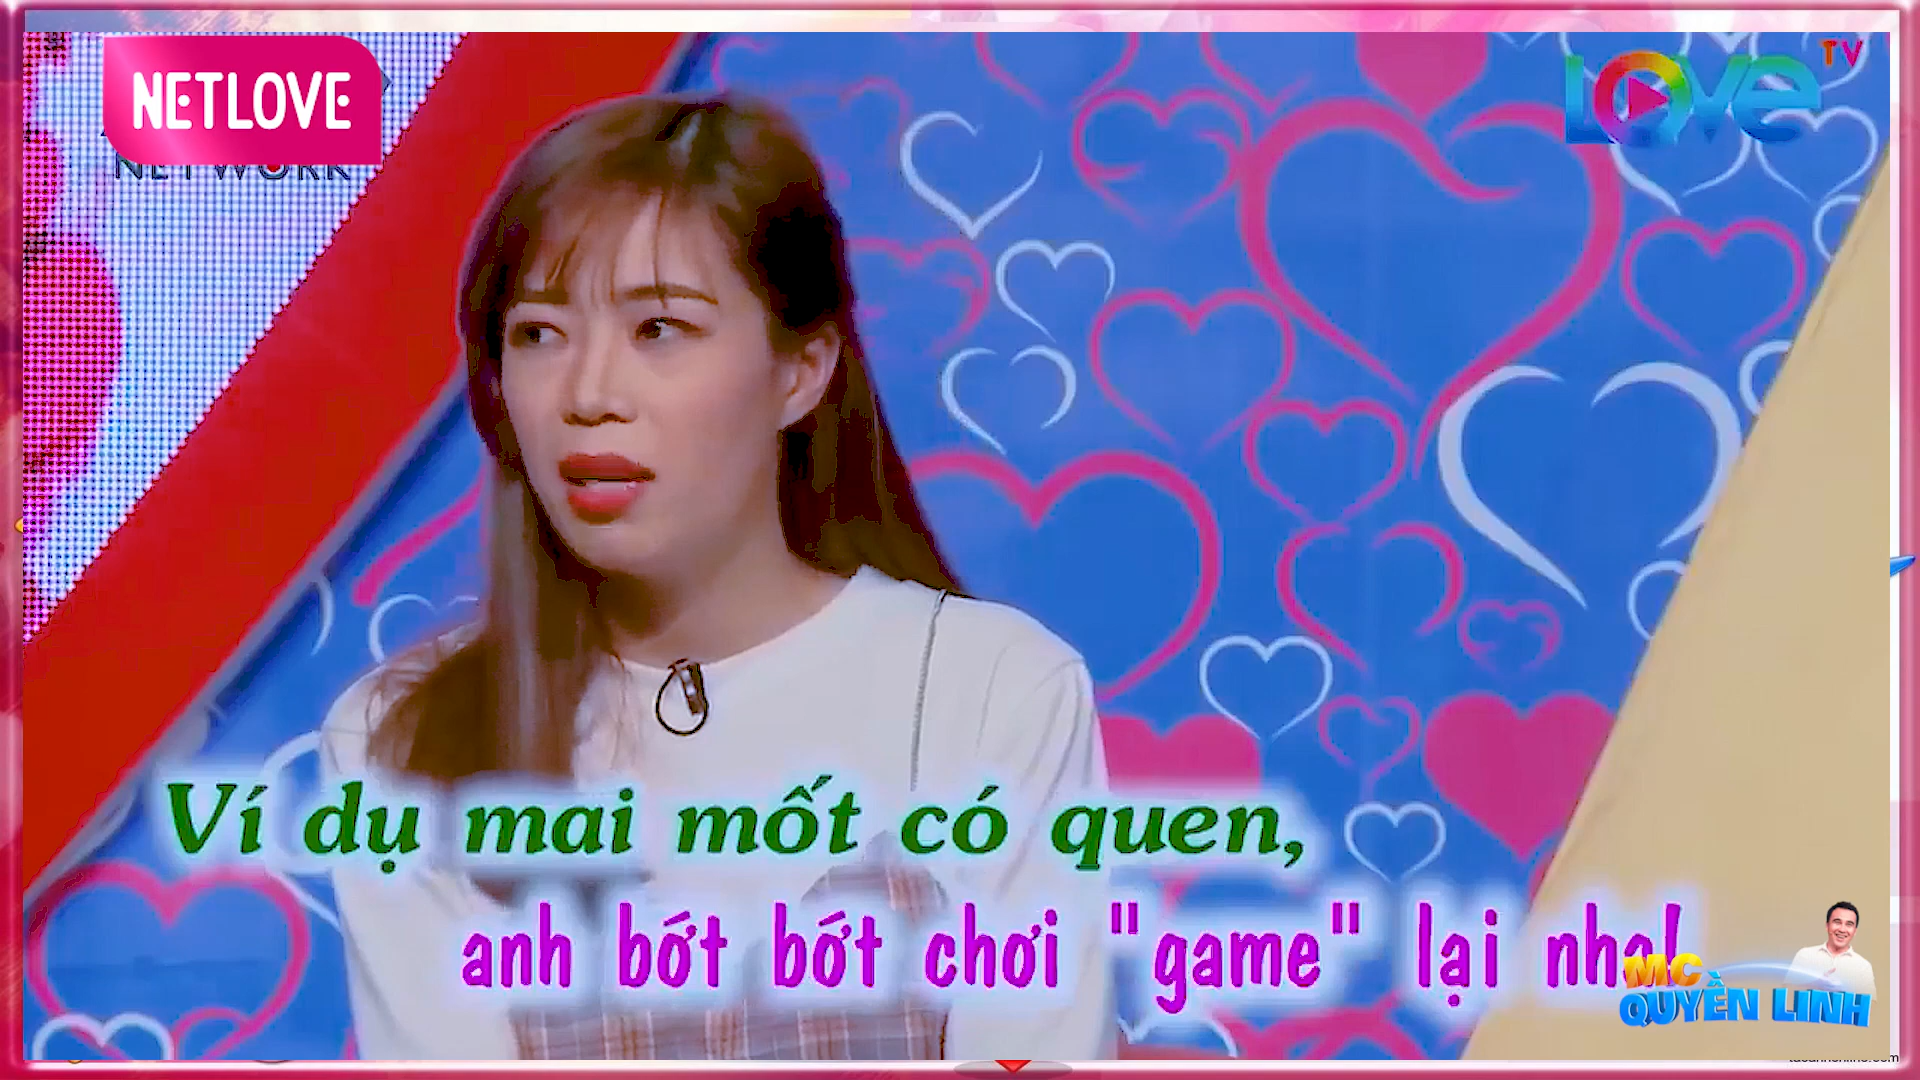 NETLOVE
NETWORK
LOVE TV
Ví dụ mai mốt có quen,
anh bớt bớt chơi "game" lại nha!
MC
QUYỀN LINH